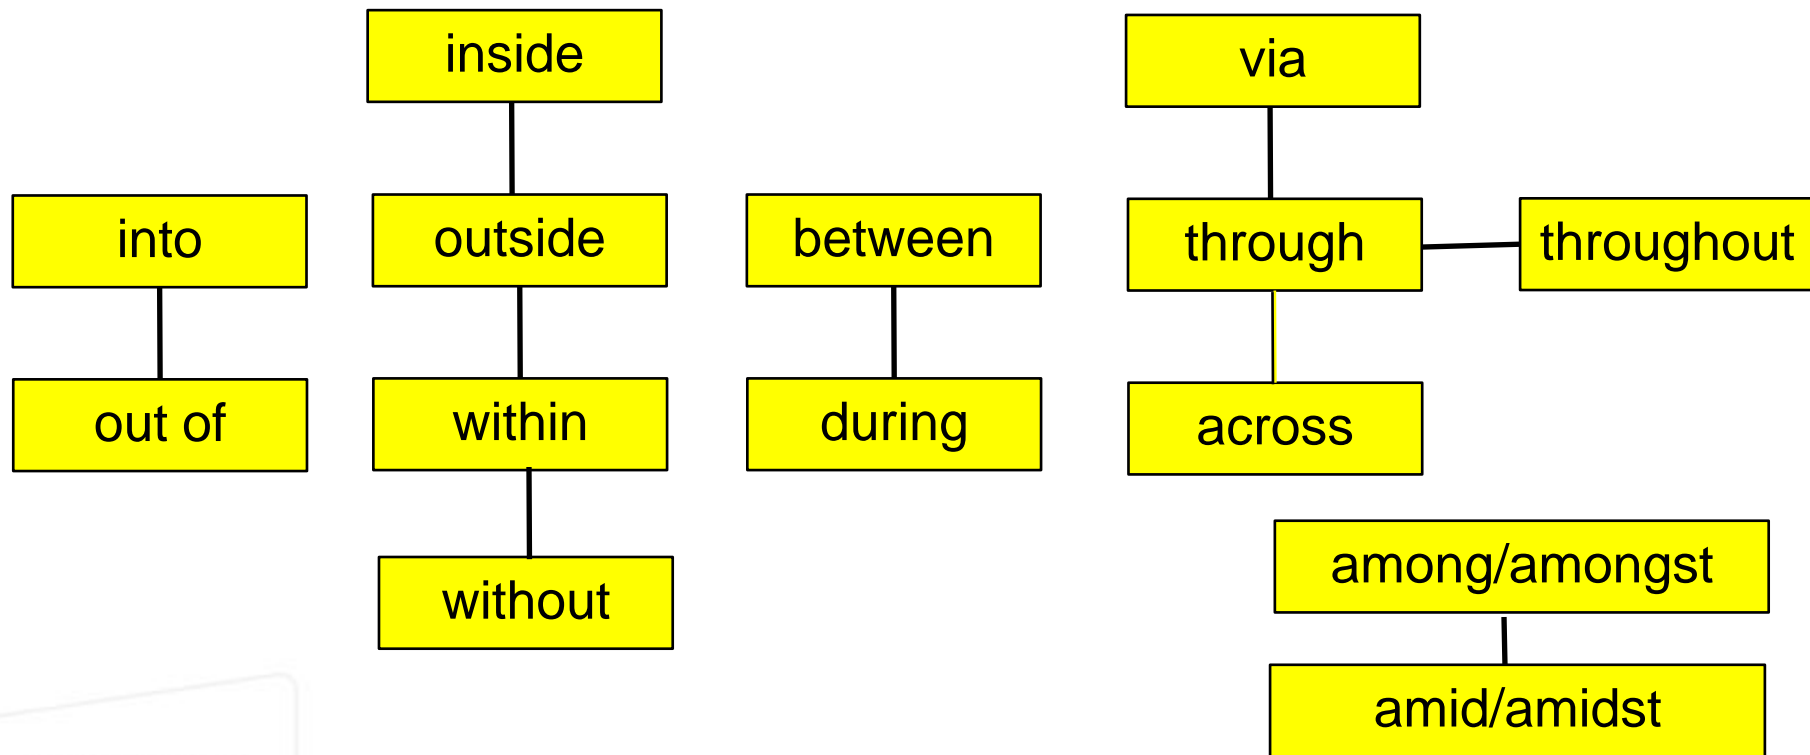 inside
via
into
outside
between
through
throughout
out of
within
during
across
among/amongst
without
amid/amidst